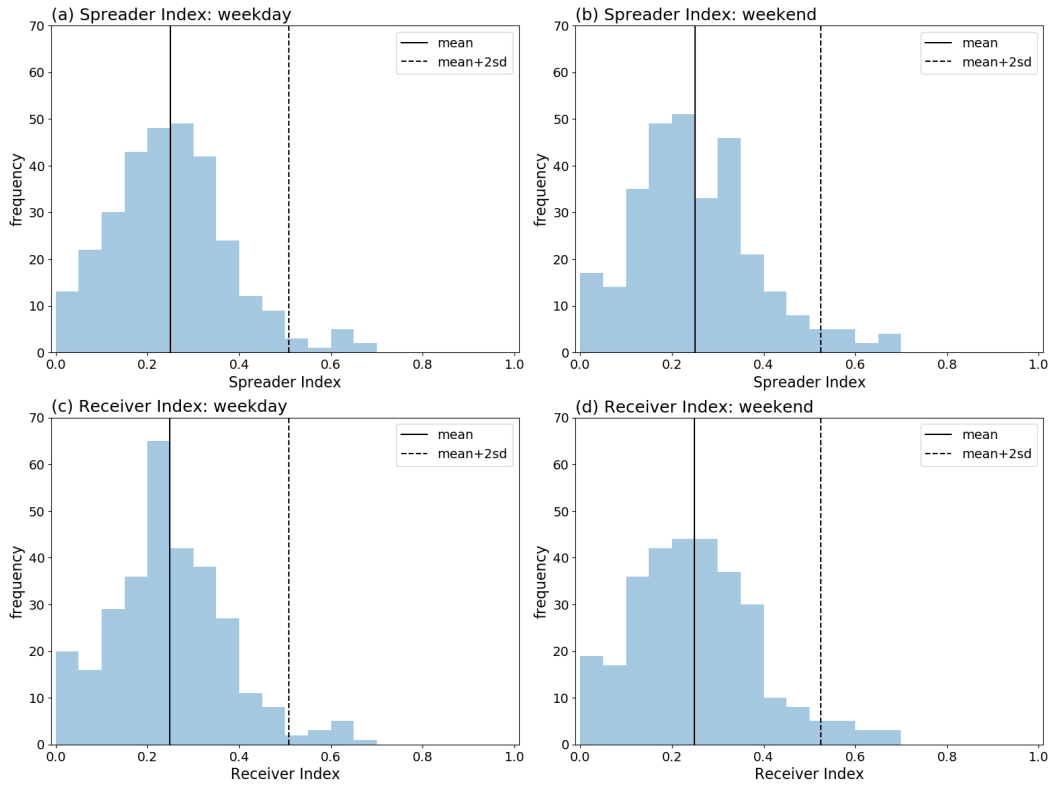 (a) Spreader Index: weekday
70
60
50
40
30
20
10
0
frequency
mean
mean+2sd
0.0 0.2 0.4 0.6 0.8 1.0
Spreader Index
(b) Spreader Index: weekend
70
60
50
40
30
20
10
0
frequency
mean
mean+2sd
0.0 0.2 0.4 0.6 0.8 1.0
Spreader Index
(c) Receiver Index: weekday
70
60
50
40
30
20
10
0
frequency
mean
mean+2sd
0.0 0.2 0.4 0.6 0.8 1.0
Receiver Index
(d) Receiver Index: weekend
70
60
50
40
30
20
10
0
frequency
mean
mean+2sd
0.0 0.2 0.4 0.6 0.8 1.0
Receiver Index